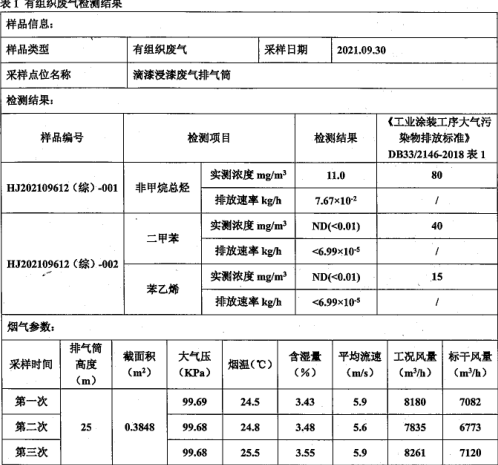 表1 有组织废气检测结果
样品信息:
样品类型 有组织废气 采样日期 2021.09.30
采样点位名称 滴漆浸漆废气排气筒
检测结果:
样品编号 检测项目 检测结果 《工业涂装工序大气污
染物排放标准》
DB33/2146-2018 表 1
HJ202109612（综）-001 非甲烷总烃 实测浓度 mg/m³ 11.0 80
排放速率 kg/h 7.67×10⁻² /
HJ202109612（综）-002 二甲苯 实测浓度 mg/m³ ND(<0.01) 40
排放速率 kg/h <6.99×10⁻⁵ /
苯乙烯 实测浓度 mg/m³ ND(<0.01) 15
排放速率 kg/h <6.99×10⁻⁵ /
烟气参数:
采样时间 排气筒高度（m） 截面积（m²） 大气压（KPa） 烟温（℃） 含湿量（%） 平均流速（m/s） 工况风量（m³/h） 标干风量（m³/h）
第一次 25 0.3848 99.69 24.5 3.43 5.9 8180 7082
第二次 99.68 24.8 3.48 5.6 7835 6773
第三次 99.68 25.5 3.55 5.9 8261 7120